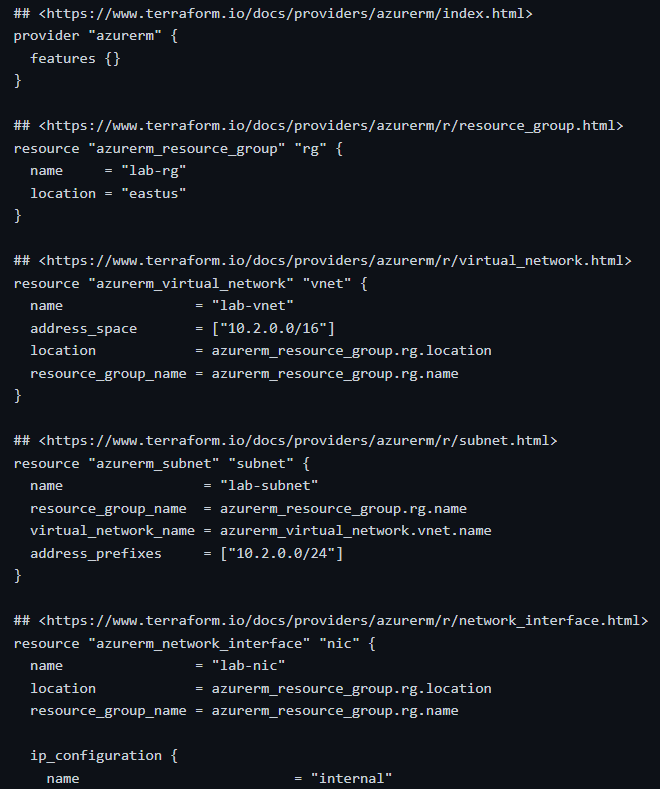 ## <https://www.terraform.io/docs/providers/azurerm/index.html>
provider "azurerm" {
  features {}
}

## <https://www.terraform.io/docs/providers/azurerm/r/resource_group.html>
resource "azurerm_resource_group" "rg" {
  name     = "lab-rg"
  location = "eastus"
}

## <https://www.terraform.io/docs/providers/azurerm/r/virtual_network.html>
resource "azurerm_virtual_network" "vnet" {
  name                = "lab-vnet"
  address_space       = ["10.2.0.0/16"]
  location            = azurerm_resource_group.rg.location
  resource_group_name = azurerm_resource_group.rg.name
}

## <https://www.terraform.io/docs/providers/azurerm/r/subnet.html>
resource "azurerm_subnet" "subnet" {
  name                 = "lab-subnet"
  resource_group_name  = azurerm_resource_group.rg.name
  virtual_network_name = azurerm_virtual_network.vnet.name
  address_prefixes     = ["10.2.0.0/24"]
}

## <https://www.terraform.io/docs/providers/azurerm/r/network_interface.html>
resource "azurerm_network_interface" "nic" {
  name                = "lab-nic"
  location            = azurerm_resource_group.rg.location
  resource_group_name = azurerm_resource_group.rg.name

  ip_configuration {
    name                          = "internal"